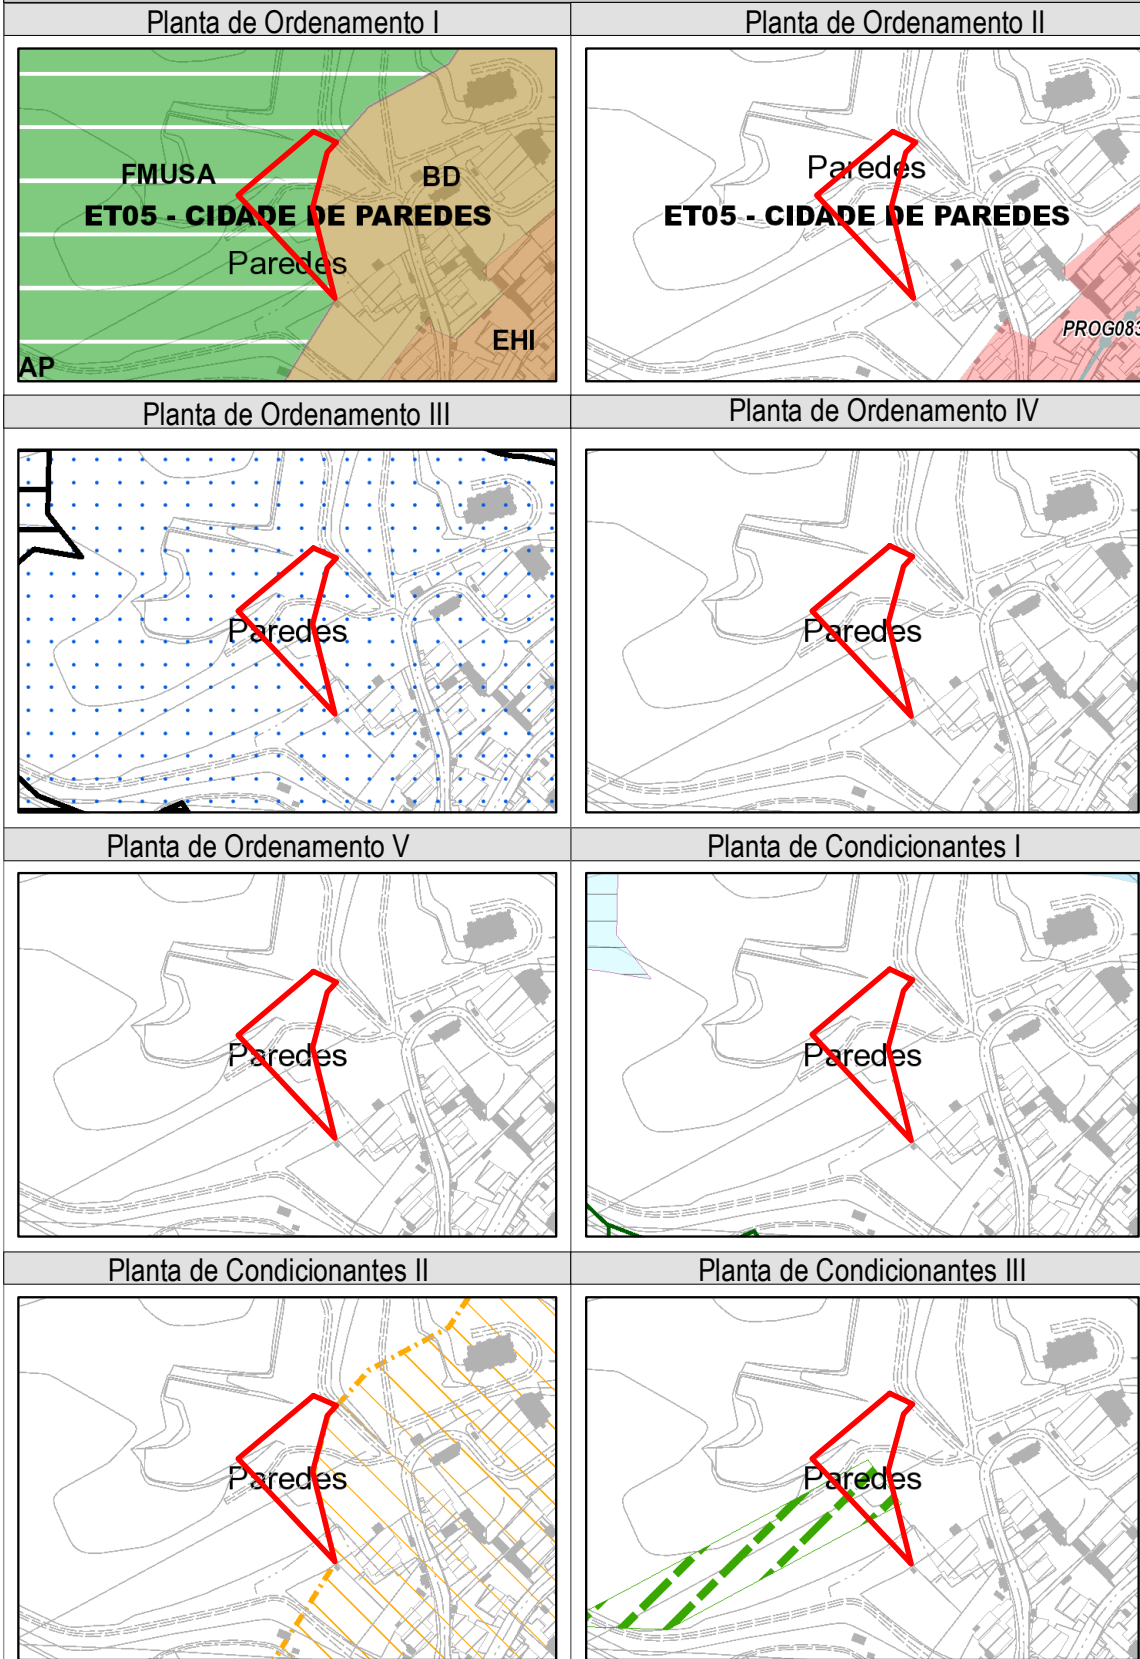 Planta de Ordenamento I
Planta de Ordenamento II
FMUSA
BD
ET05 - CIDADE DE PAREDES
Paredes
EHI
AP
Paredes
ET05 - CIDADE DE PAREDES
PROG083
Planta de Ordenamento III
Planta de Ordenamento IV
Paredes
Paredes
Planta de Ordenamento V
Planta de Condicionantes I
Paredes
Paredes
Planta de Condicionantes II
Planta de Condicionantes III
Paredes
Paredes